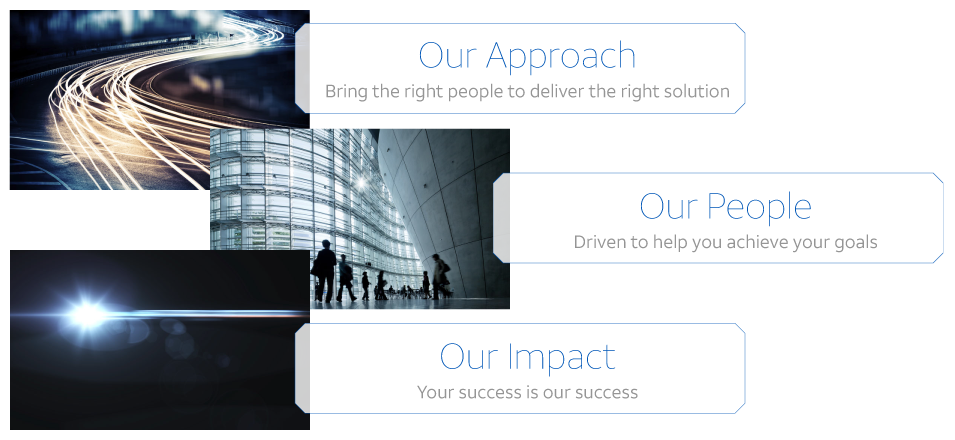 Our Approach
Bring the right people to deliver the right solution
Our People
Driven to help you achieve your goals
Our Impact
Your success is our success